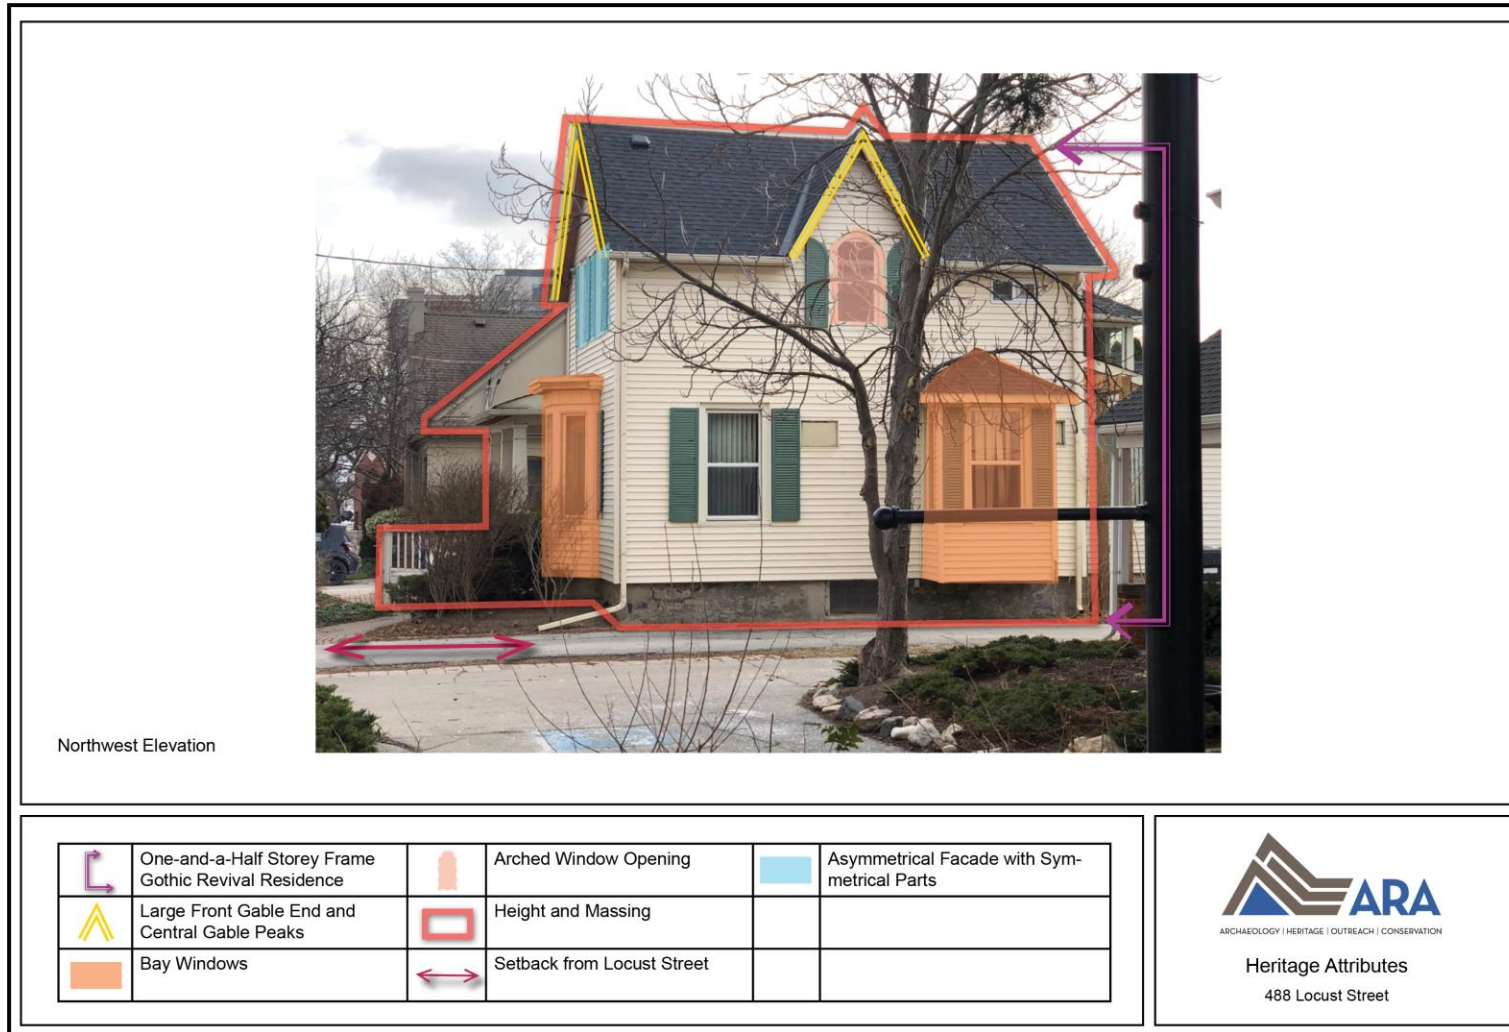 Northwest Elevation
One-and-a-Half Storey Frame
Gothic Revival Residence
Arched Window Opening
Asymmetrical Facade with Sym-
metrical Parts
Large Front Gable End and
Central Gable Peaks
Height and Massing
Bay Windows
Setback from Locust Street
ARA
ARCHAEOLOGY | HERITAGE | OUTREACH | CONSERVATION
Heritage Attributes
488 Locust Street